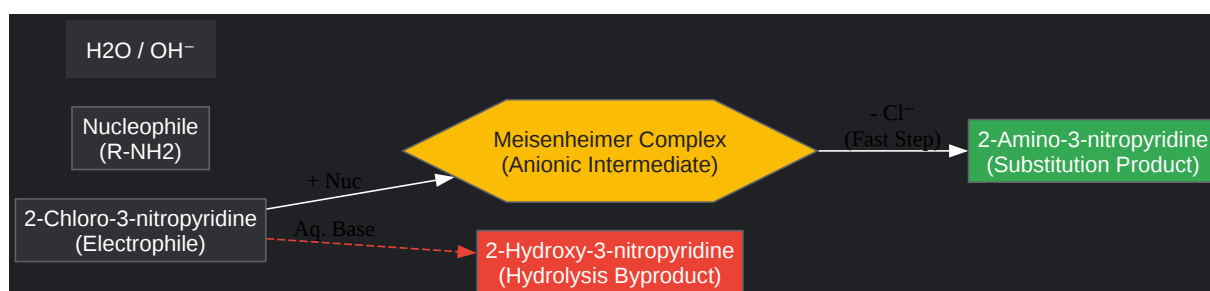 H2O / OH⁻
Nucleophile
(R-NH2)
2-Chloro-3-nitropyridine
(Electrophile)
+ Nuc
Aq. Base
Meisenheimer Complex
(Anionic Intermediate)
2-Hydroxy-3-nitropyridine
(Hydrolysis Byproduct)
- Cl⁻
(Fast Step)
2-Amino-3-nitropyridine
(Substitution Product)